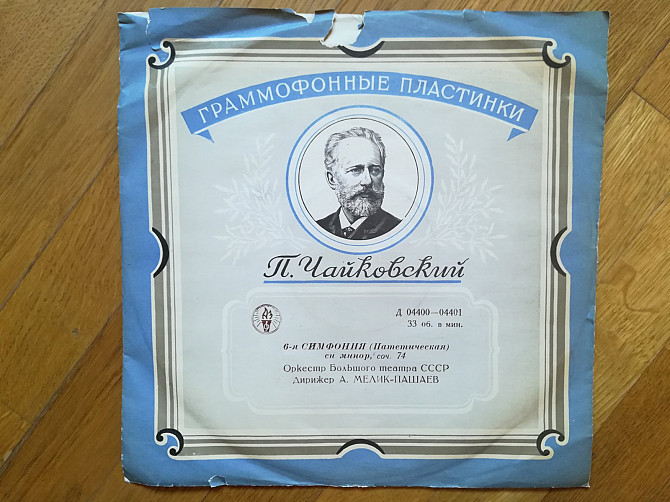 ГРАММОФОННЫЕ ПЛАСТИНКИ
П. Чайковский
Д 04400—04401
33 об. в мин.
6-я СИМФОНИЯ (Патетическая)
си минор, соч. 74
Оркестр Большого театра СССР
Дирижер А. МЕЛИК-ПАШАЕВ